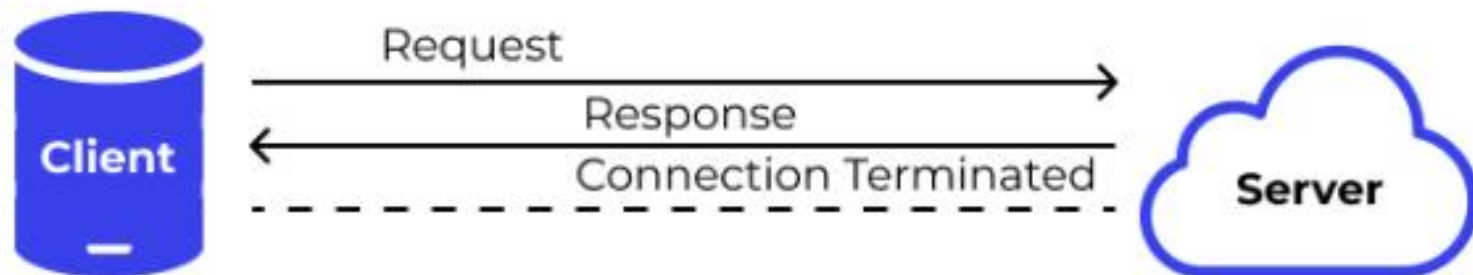 Request
Response
Client
Connection Terminated
Server